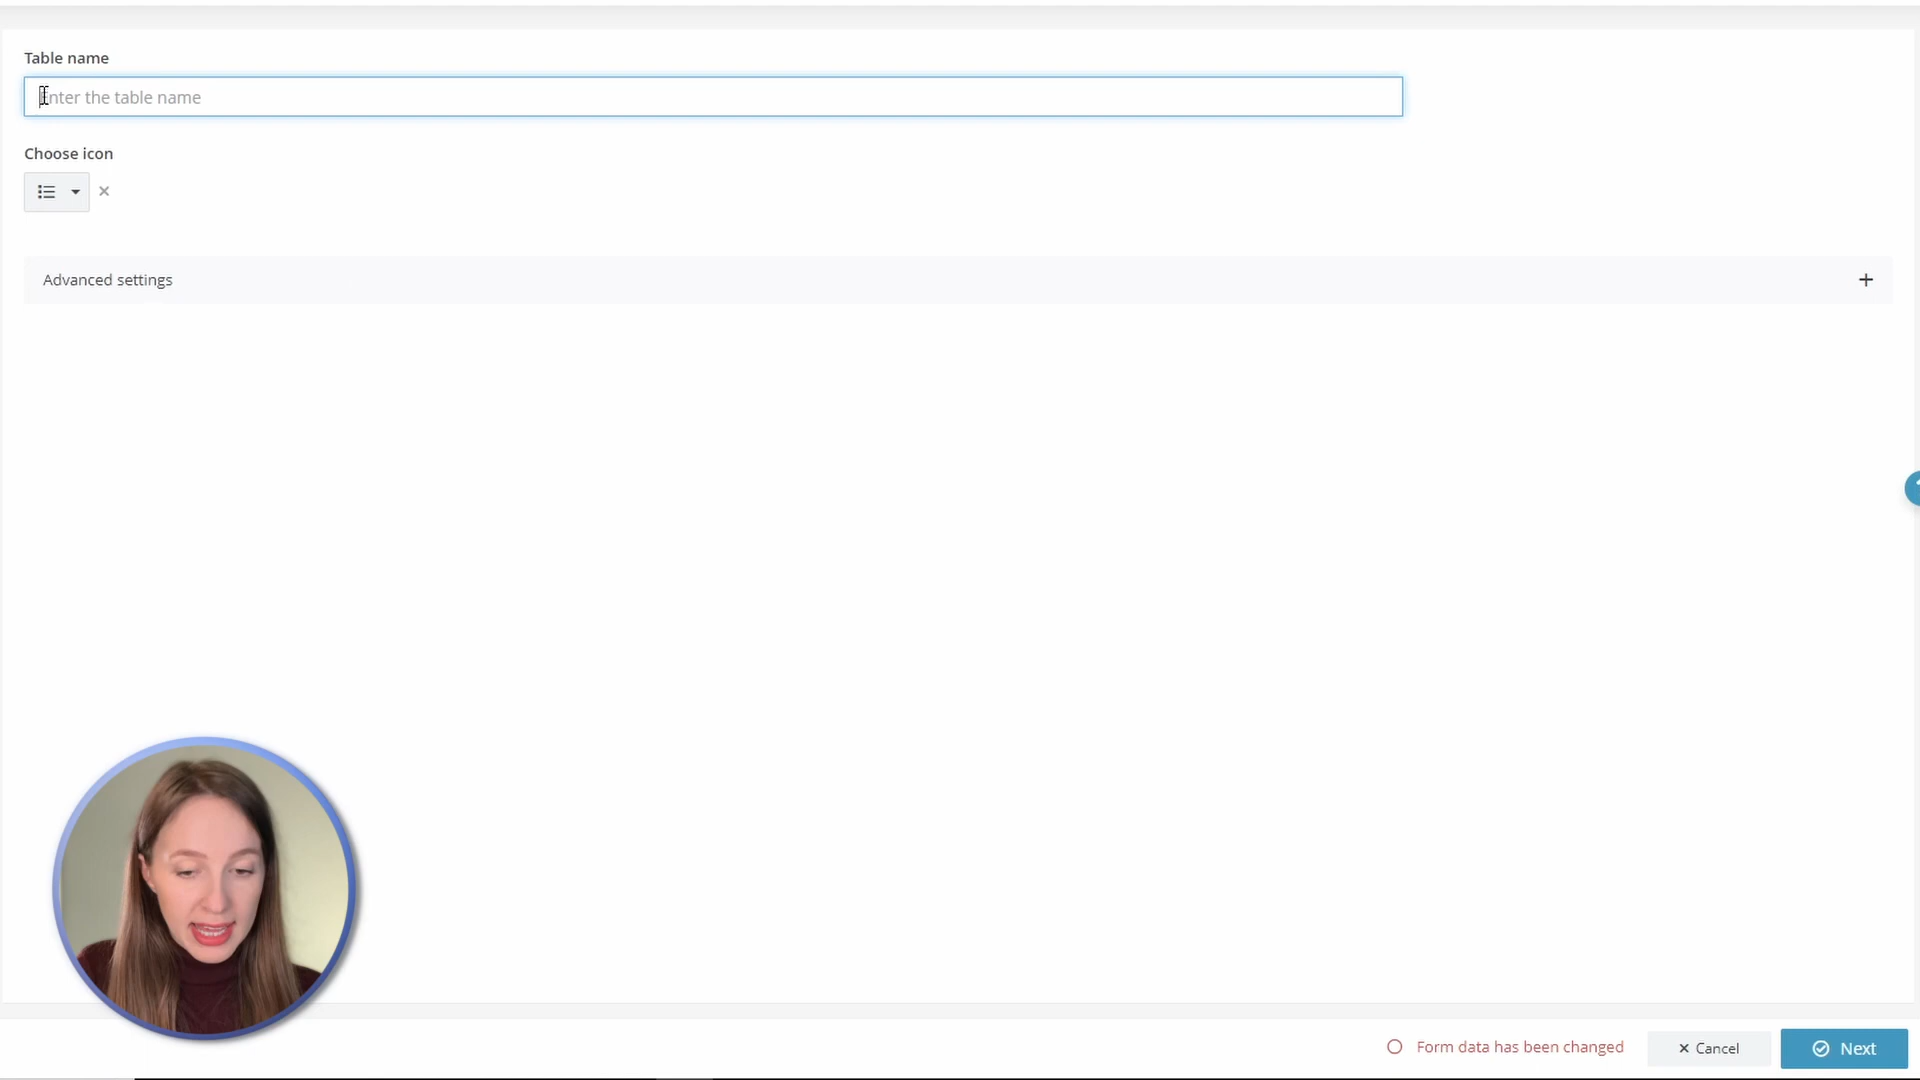 Table name
Enter the table name
Choose icon
Advanced settings
Form data has been changed
Cancel
Next